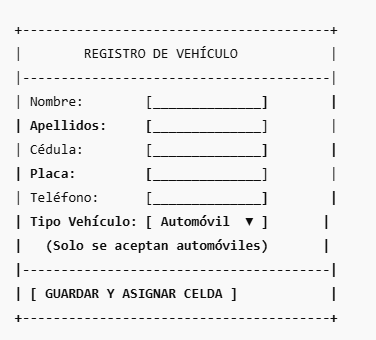 +----------------------------------------+
|        REGISTRO DE VEHÍCULO            |
|----------------------------------------|
| Nombre:        [______________]        |
| Apellidos:     [______________]        |
| Cédula:        [______________]        |
| Placa:         [______________]        |
| Teléfono:      [______________]        |
| Tipo Vehículo: [ Automóvil  ▼ ]       |
|   (Solo se aceptan automóviles)       |
|----------------------------------------|
| [ GUARDAR Y ASIGNAR CELDA ]            |
+----------------------------------------+